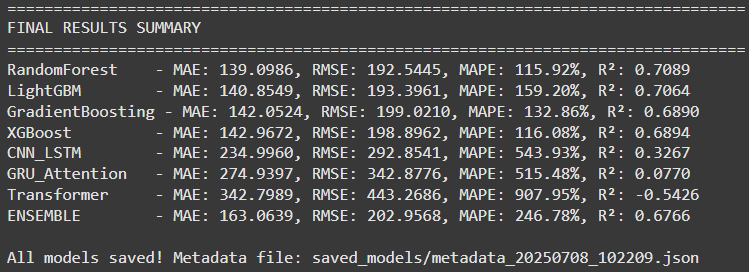 ================================================================================
FINAL RESULTS SUMMARY
================================================================================
RandomForest    - MAE: 139.0986, RMSE: 192.5445, MAPE: 115.92%, R²: 0.7089
LightGBM        - MAE: 140.8549, RMSE: 193.3961, MAPE: 159.20%, R²: 0.7064
GradientBoosting - MAE: 142.0524, RMSE: 199.0210, MAPE: 132.86%, R²: 0.6890
XGBoost         - MAE: 142.9672, RMSE: 198.8962, MAPE: 116.08%, R²: 0.6894
CNN_LSTM        - MAE: 234.9960, RMSE: 292.8541, MAPE: 543.93%, R²: 0.3267
GRU_Attention   - MAE: 274.9397, RMSE: 342.8776, MAPE: 515.48%, R²: 0.0770
Transformer     - MAE: 342.7989, RMSE: 443.2686, MAPE: 907.95%, R²: -0.5426
ENSEMBLE        - MAE: 163.0639, RMSE: 202.9568, MAPE: 246.78%, R²: 0.6766
All models saved! Metadata file: saved_models/metadata_20250708_102209.json